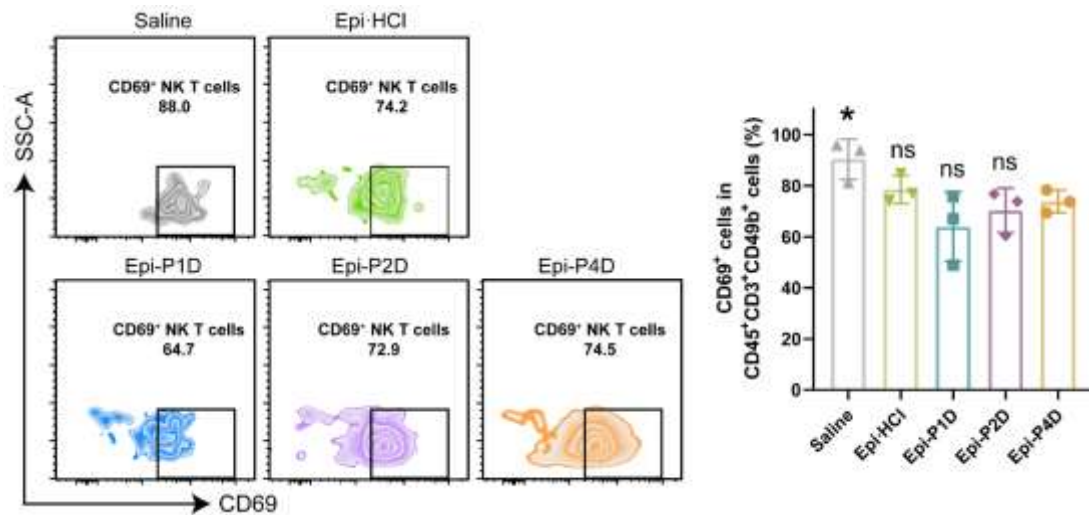 Saline
Epi·HCl
CD69⁺ NK T cells
88.0
CD69⁺ NK T cells
74.2
SSC-A
Epi-P1D
Epi-P2D
Epi-P4D
CD69⁺ NK T cells
64.7
CD69⁺ NK T cells
72.9
CD69⁺ NK T cells
74.5
CD69
CD69⁺ cells in
CD45⁺CD3⁺CD49b⁺ cells (%)
100
80
60
40
20
0
*
ns
ns
ns
Saline
Epi·HCl
Epi-P1D
Epi-P2D
Epi-P4D